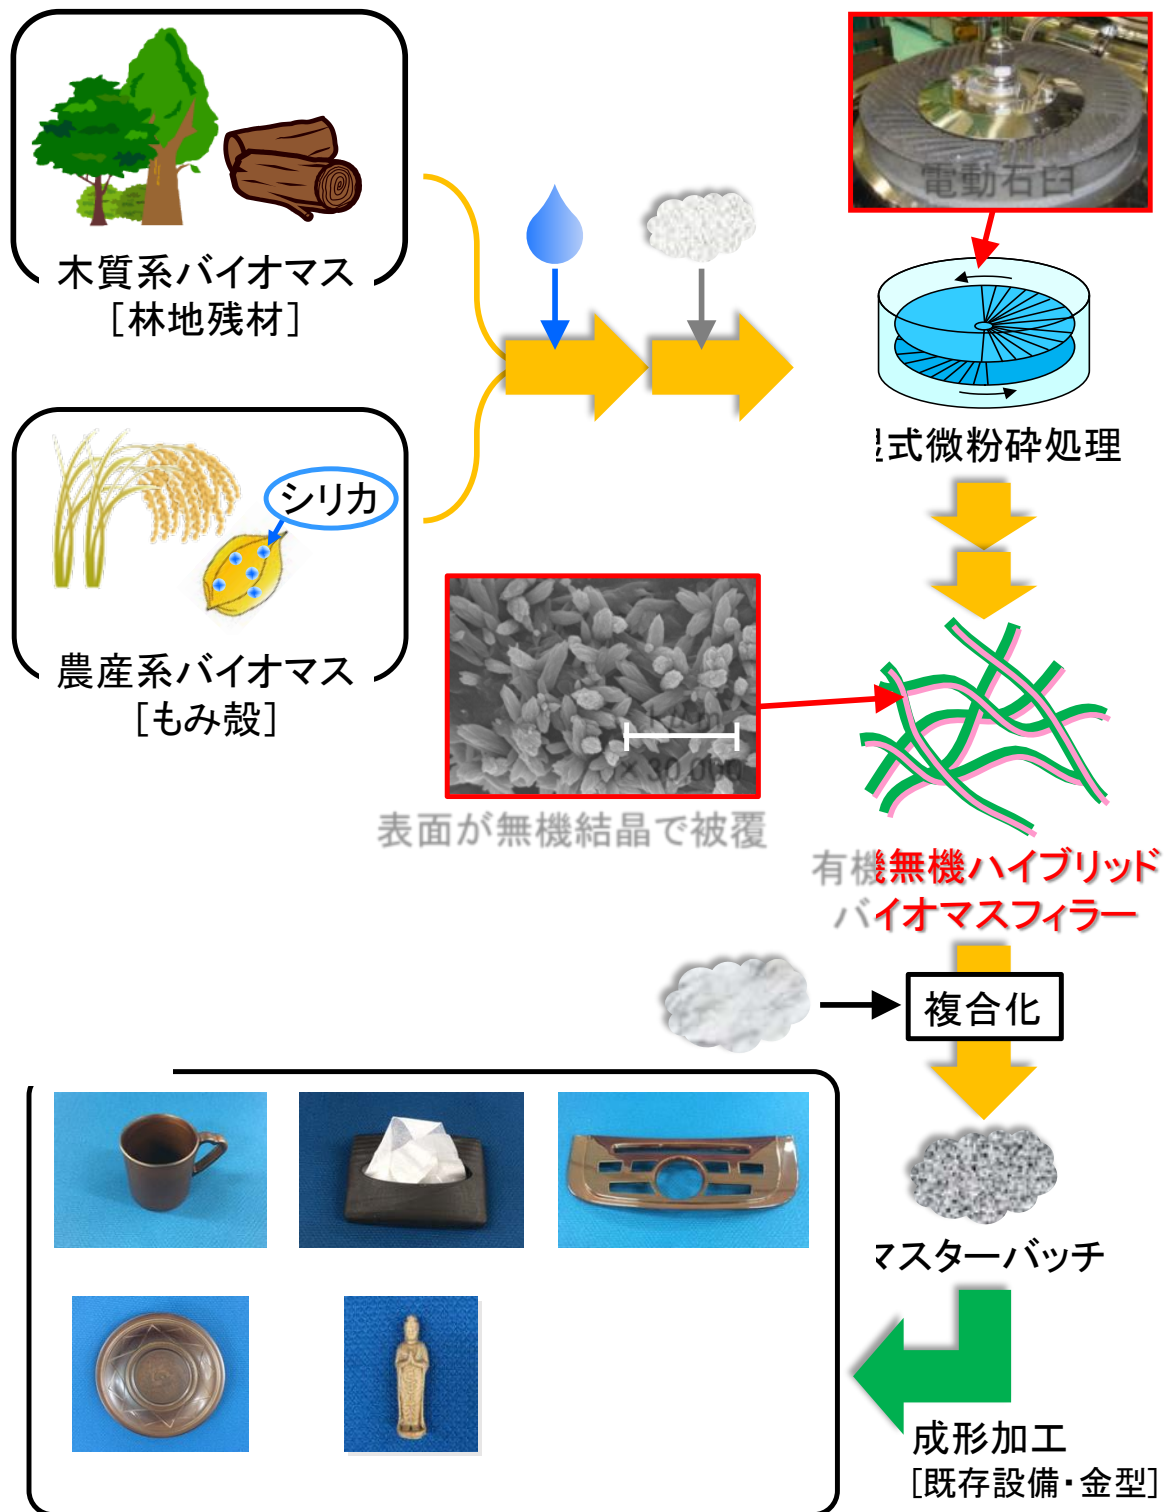 木質系バイオマス
[林地残材]
電動石臼
湿式微粉砕処理
シリカ
農産系バイオマス
[もみ殻]
×30,000
表面が無機結晶で被覆
有機無機ハイブリッド
バイオマスフィラー
複合化
マスターバッチ
成形加工
[既存設備・金型]